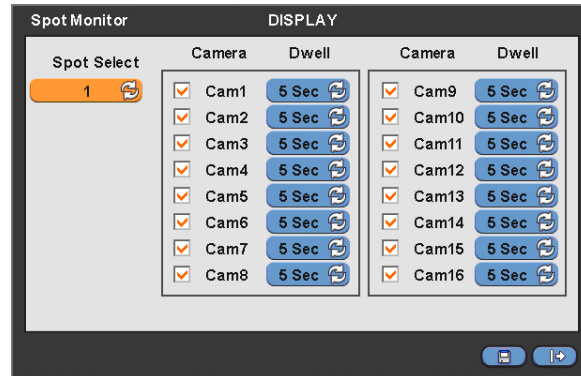 Spot Monitor DISPLAY
Spot Select
1
Camera Dwell
Cam1 5 Sec
Cam2 5 Sec
Cam3 5 Sec
Cam4 5 Sec
Cam5 5 Sec
Cam6 5 Sec
Cam7 5 Sec
Cam8 5 Sec
Camera Dwell
Cam9 5 Sec
Cam10 5 Sec
Cam11 5 Sec
Cam12 5 Sec
Cam13 5 Sec
Cam14 5 Sec
Cam15 5 Sec
Cam16 5 Sec